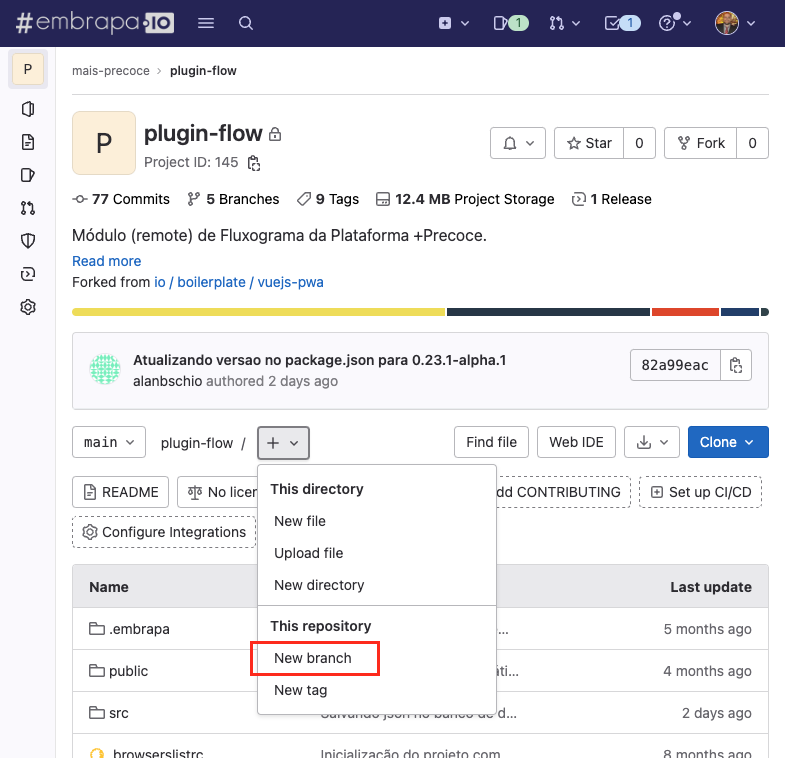 #embrapa.io
1
1
P
mais-precoce > plugin-flow
P
plugin-flow
Project ID: 145
Star 0
Fork 0
77 Commits 5 Branches 9 Tags 12.4 MB Project Storage 1 Release
Módulo (remote) de Fluxograma da Plataforma +Precoce.
Read more
Forked from io / boilerplate / vuejs-pwa
Atualizando versao no package.json para 0.23.1-alpha.1
alanbschio authored 2 days ago
82a99eac
main plugin-flow / + Find file Web IDE Clone
README No licen dd CONTRIBUTING Set up CI/CD
Configure Integrations
This directory
New file
Upload file
New directory
This repository
New branch
New tag
Name Last update
.embrapa ... 5 months ago
public áti... 4 months ago
src Salvando json no banco de d... 2 days ago
.browserslistrc Inicialização do projeto com 8 months ago